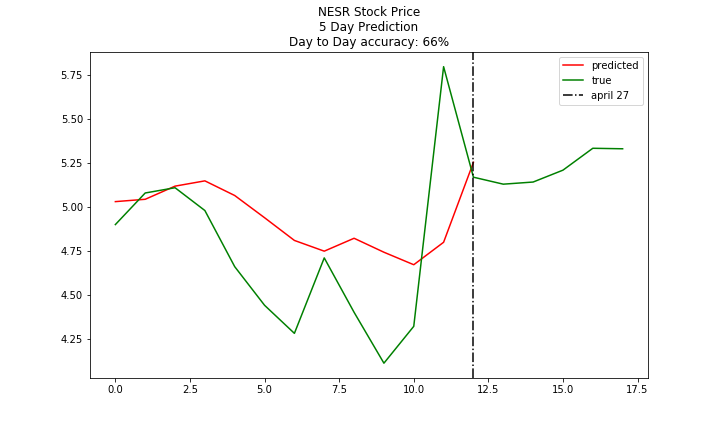 NESR Stock Price
5 Day Prediction
Day to Day accuracy: 66%
predicted
true
april 27
5.75
5.50
5.25
5.00
4.75
4.50
4.25
0.0 2.5 5.0 7.5 10.0 12.5 15.0 17.5